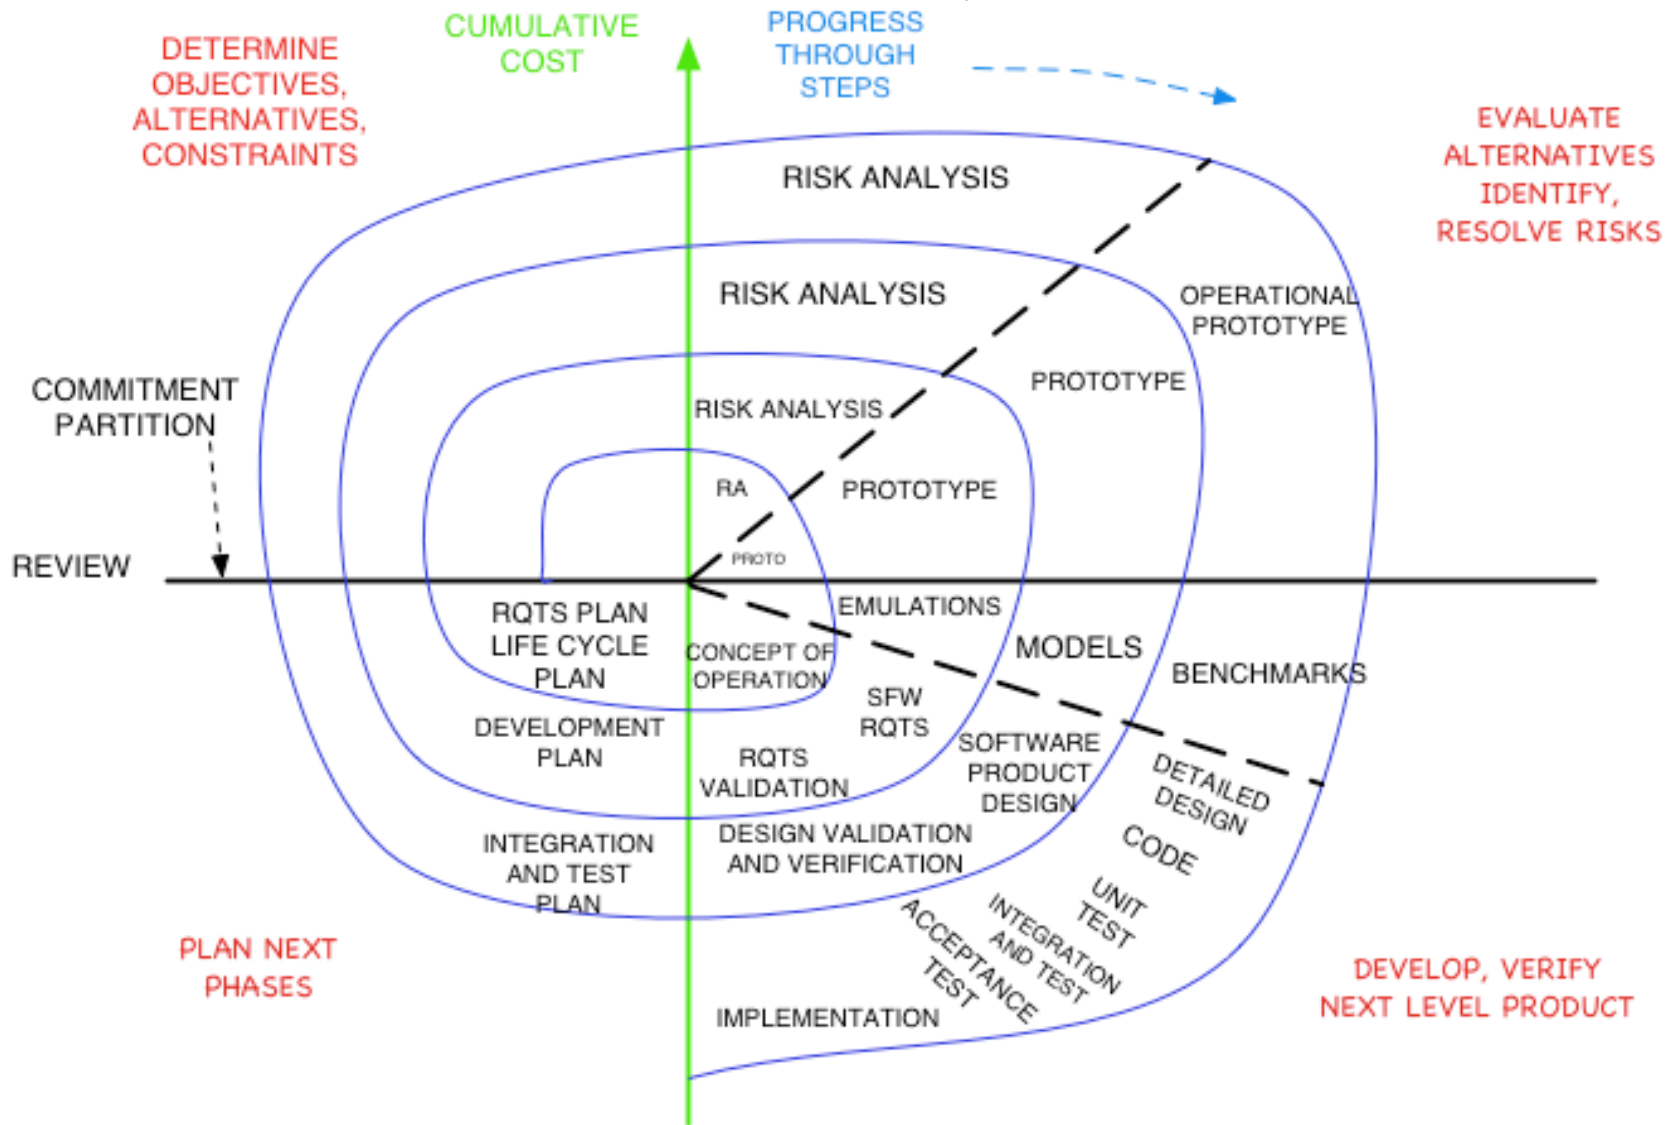 DETERMINE
OBJECTIVES,
ALTERNATIVES,
CONSTRAINTS
CUMULATIVE
COST
PROGRESS
THROUGH
STEPS
EVALUATE
ALTERNATIVES
IDENTIFY,
RESOLVE RISKS
RISK ANALYSIS
RISK ANALYSIS
OPERATIONAL
PROTOTYPE
COMMITMENT
PARTITION
RISK ANALYSIS
PROTOTYPE
RA
PROTOTYPE
PROTO
REVIEW
RQTS PLAN
LIFE CYCLE
PLAN
CONCEPT OF
OPERATION
EMULATIONS
MODELS
BENCHMARKS
DEVELOPMENT
PLAN
RQTS
VALIDATION
SFW
RQTS
SOFTWARE
PRODUCT
DESIGN
DETAILED
DESIGN
CODE
UNIT
TEST
INTEGRATION
AND TEST
ACCEPTANCE
TEST
INTEGRATION
AND TEST
PLAN
DESIGN VALIDATION
AND VERIFICATION
IMPLEMENTATION
PLAN NEXT
PHASES
DEVELOP, VERIFY
NEXT LEVEL PRODUCT